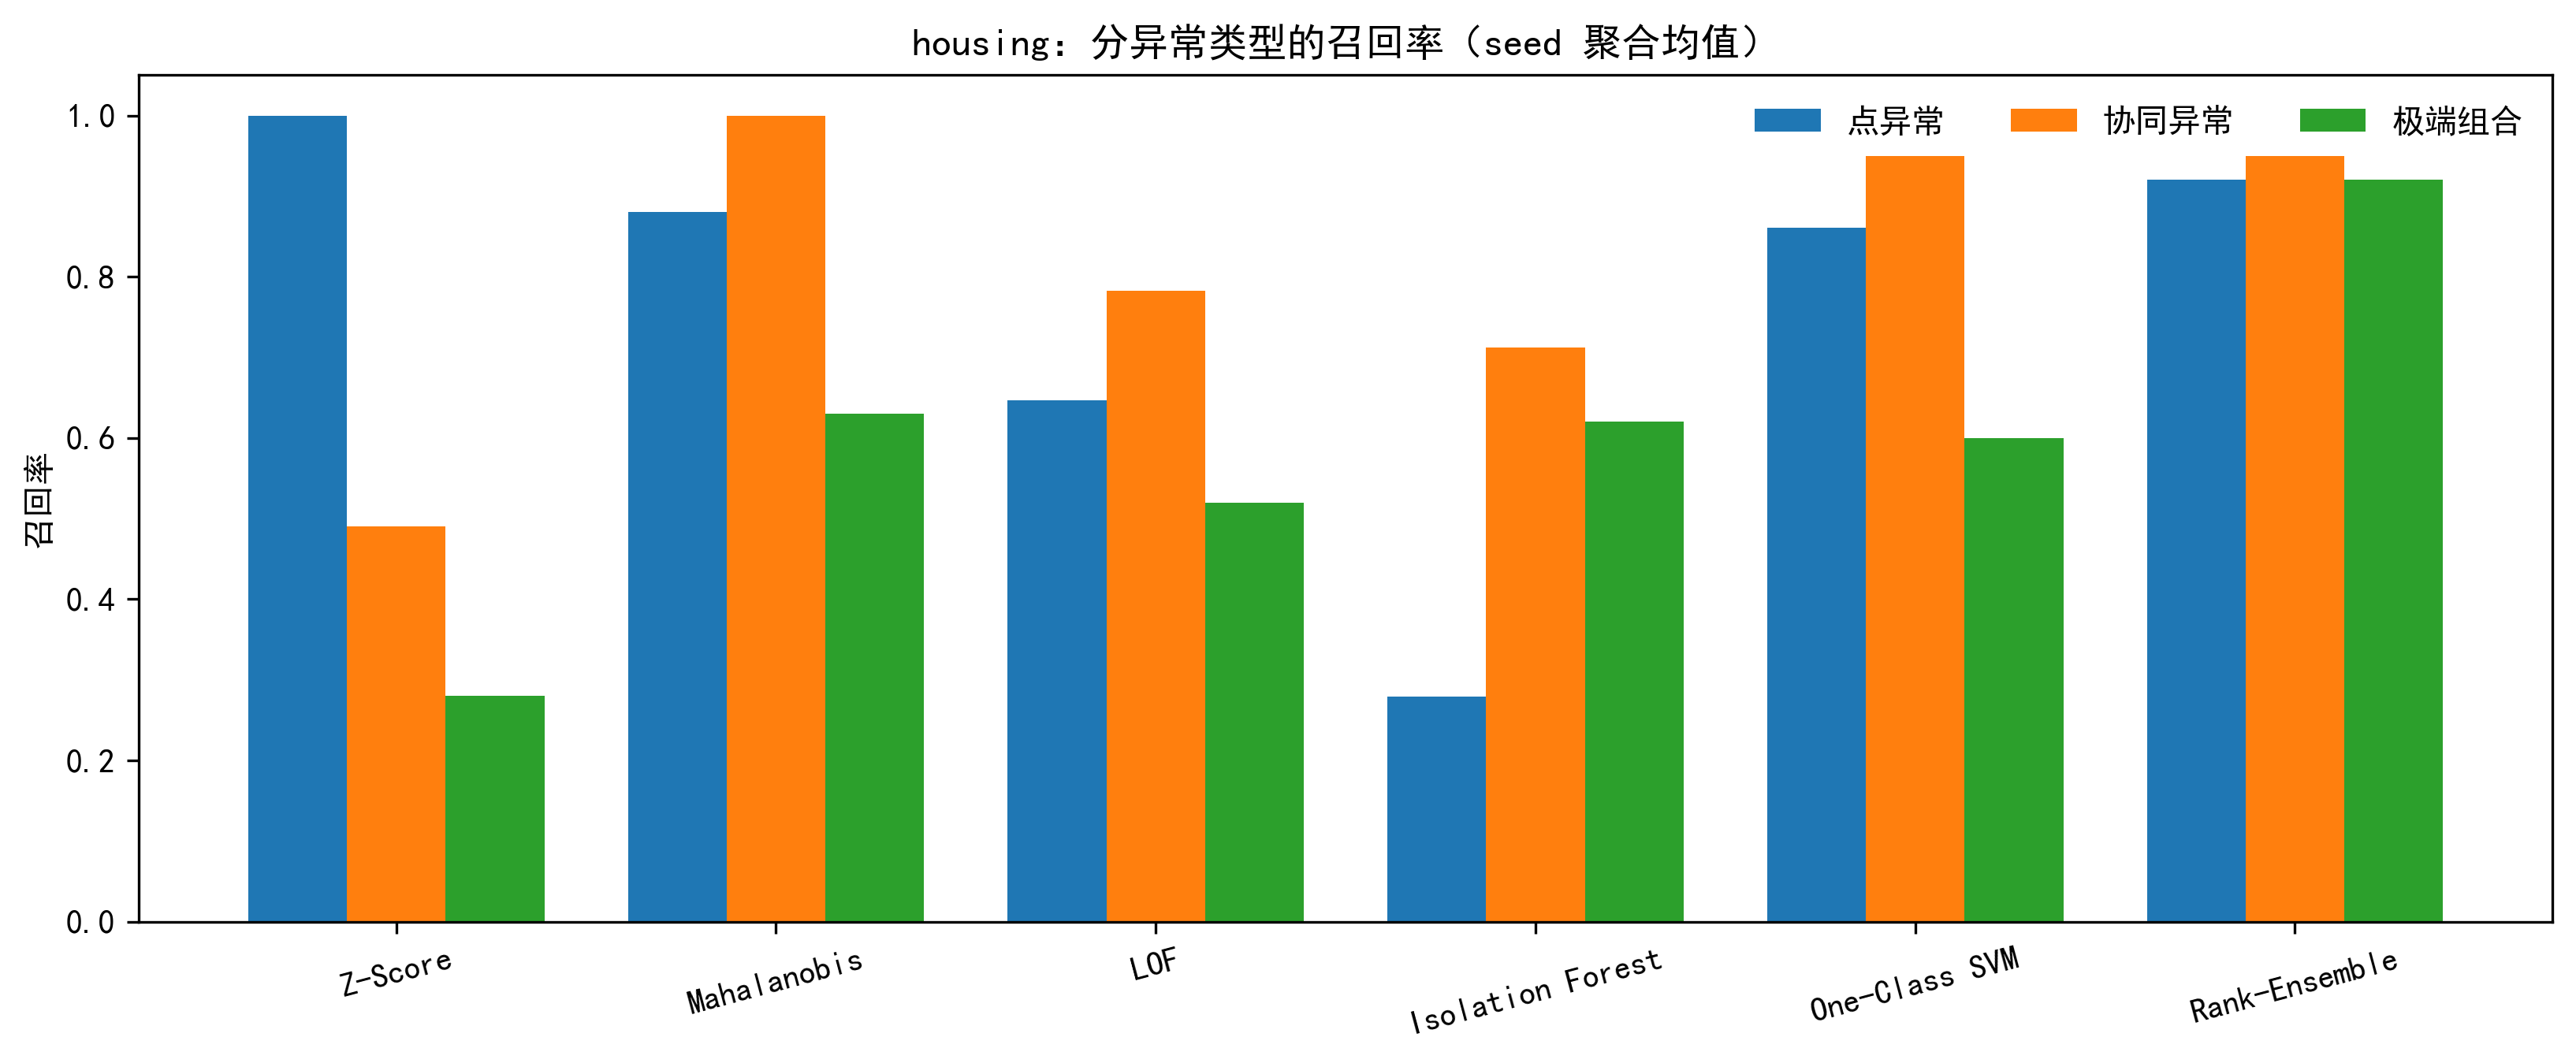 housing：分异常类型的召回率（seed 聚合均值）
点异常 协同异常 极端组合
召回率
1.0
0.8
0.6
0.4
0.2
0.0
Z-Score Mahalanobis LOF Isolation Forest One-Class SVM Rank-Ensemble